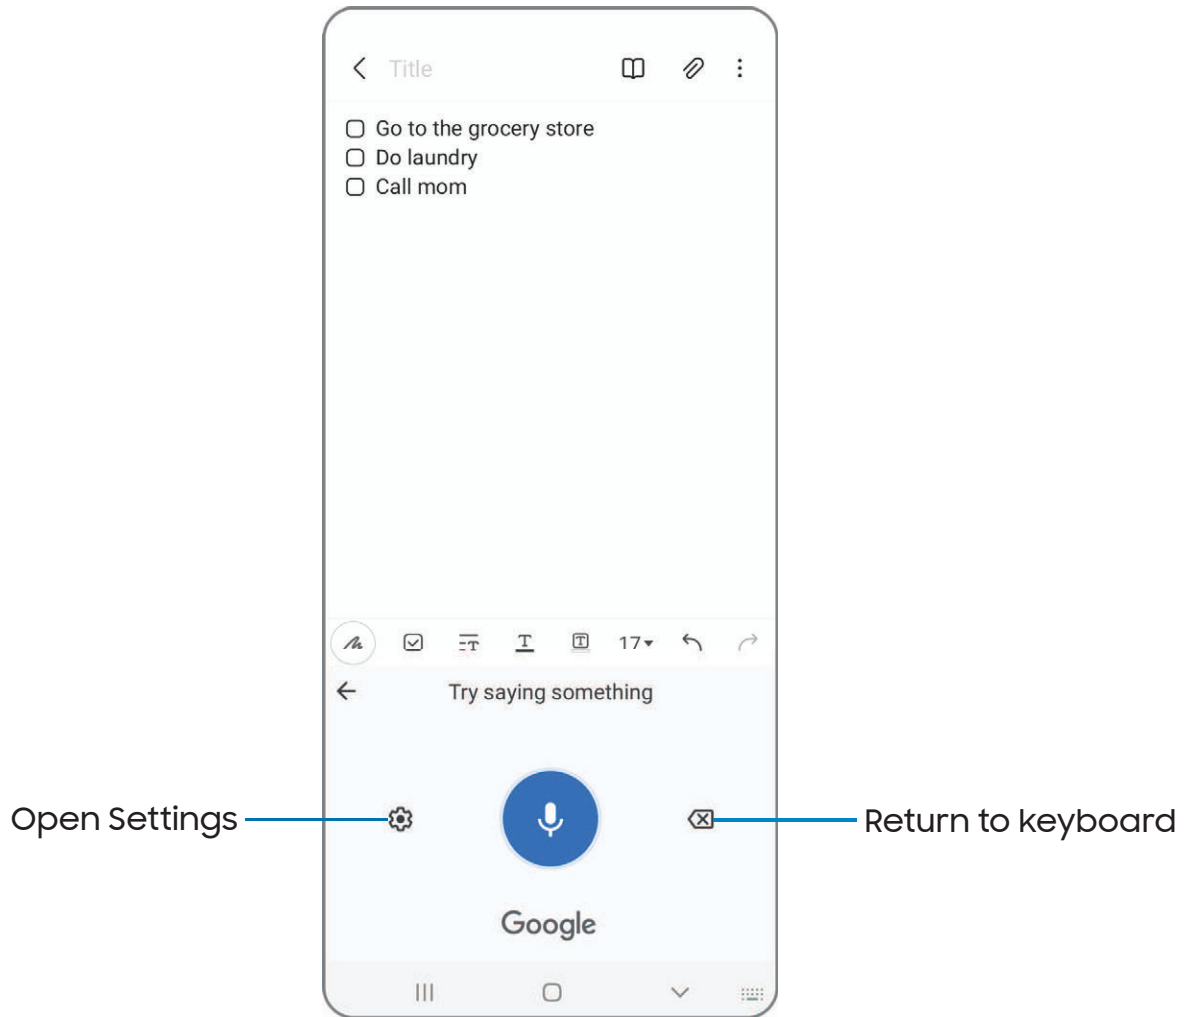 Title
Go to the grocery store
Do laundry
Call mom
17
Try saying something
Open Settings
Return to keyboard
Google